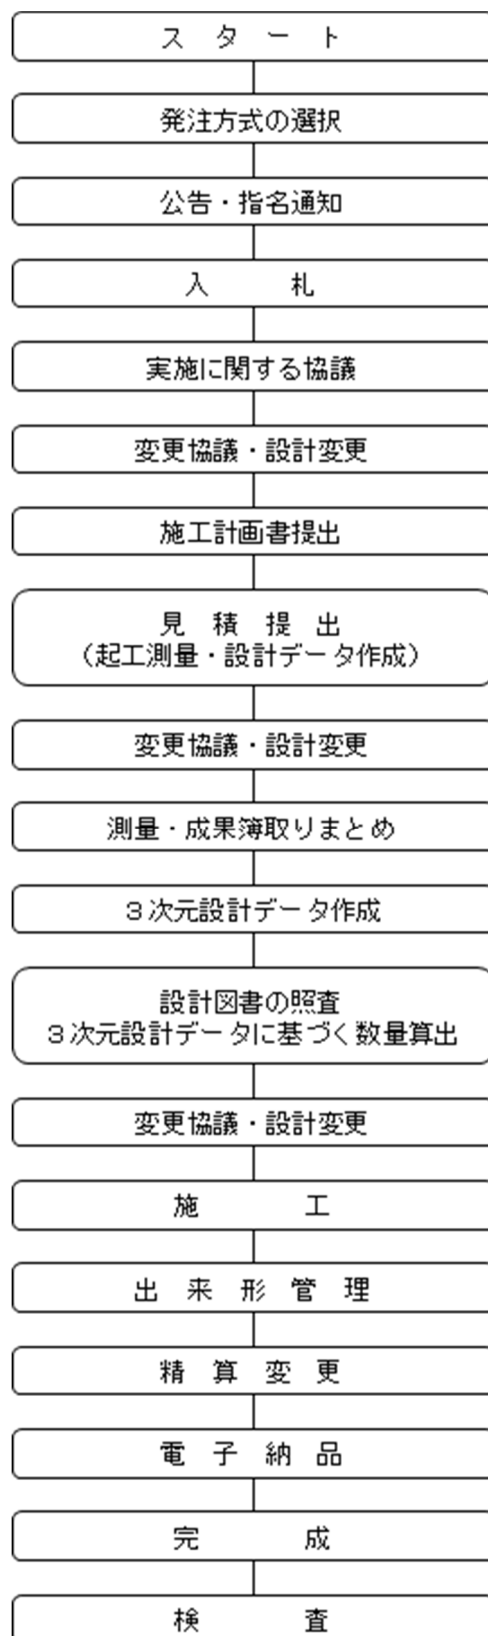 スタート
発注方式の選択
公告・指名通知
入札
実施に関する協議
変更協議・設計変更
施工計画書提出
見積提出
（起工測量・設計データ作成）
変更協議・設計変更
測量・成果簿取りまとめ
３次元設計データ作成
設計図書の照査
３次元設計データに基づく数量算出
変更協議・設計変更
施工
出来形管理
精算変更
電子納品
完成
検査